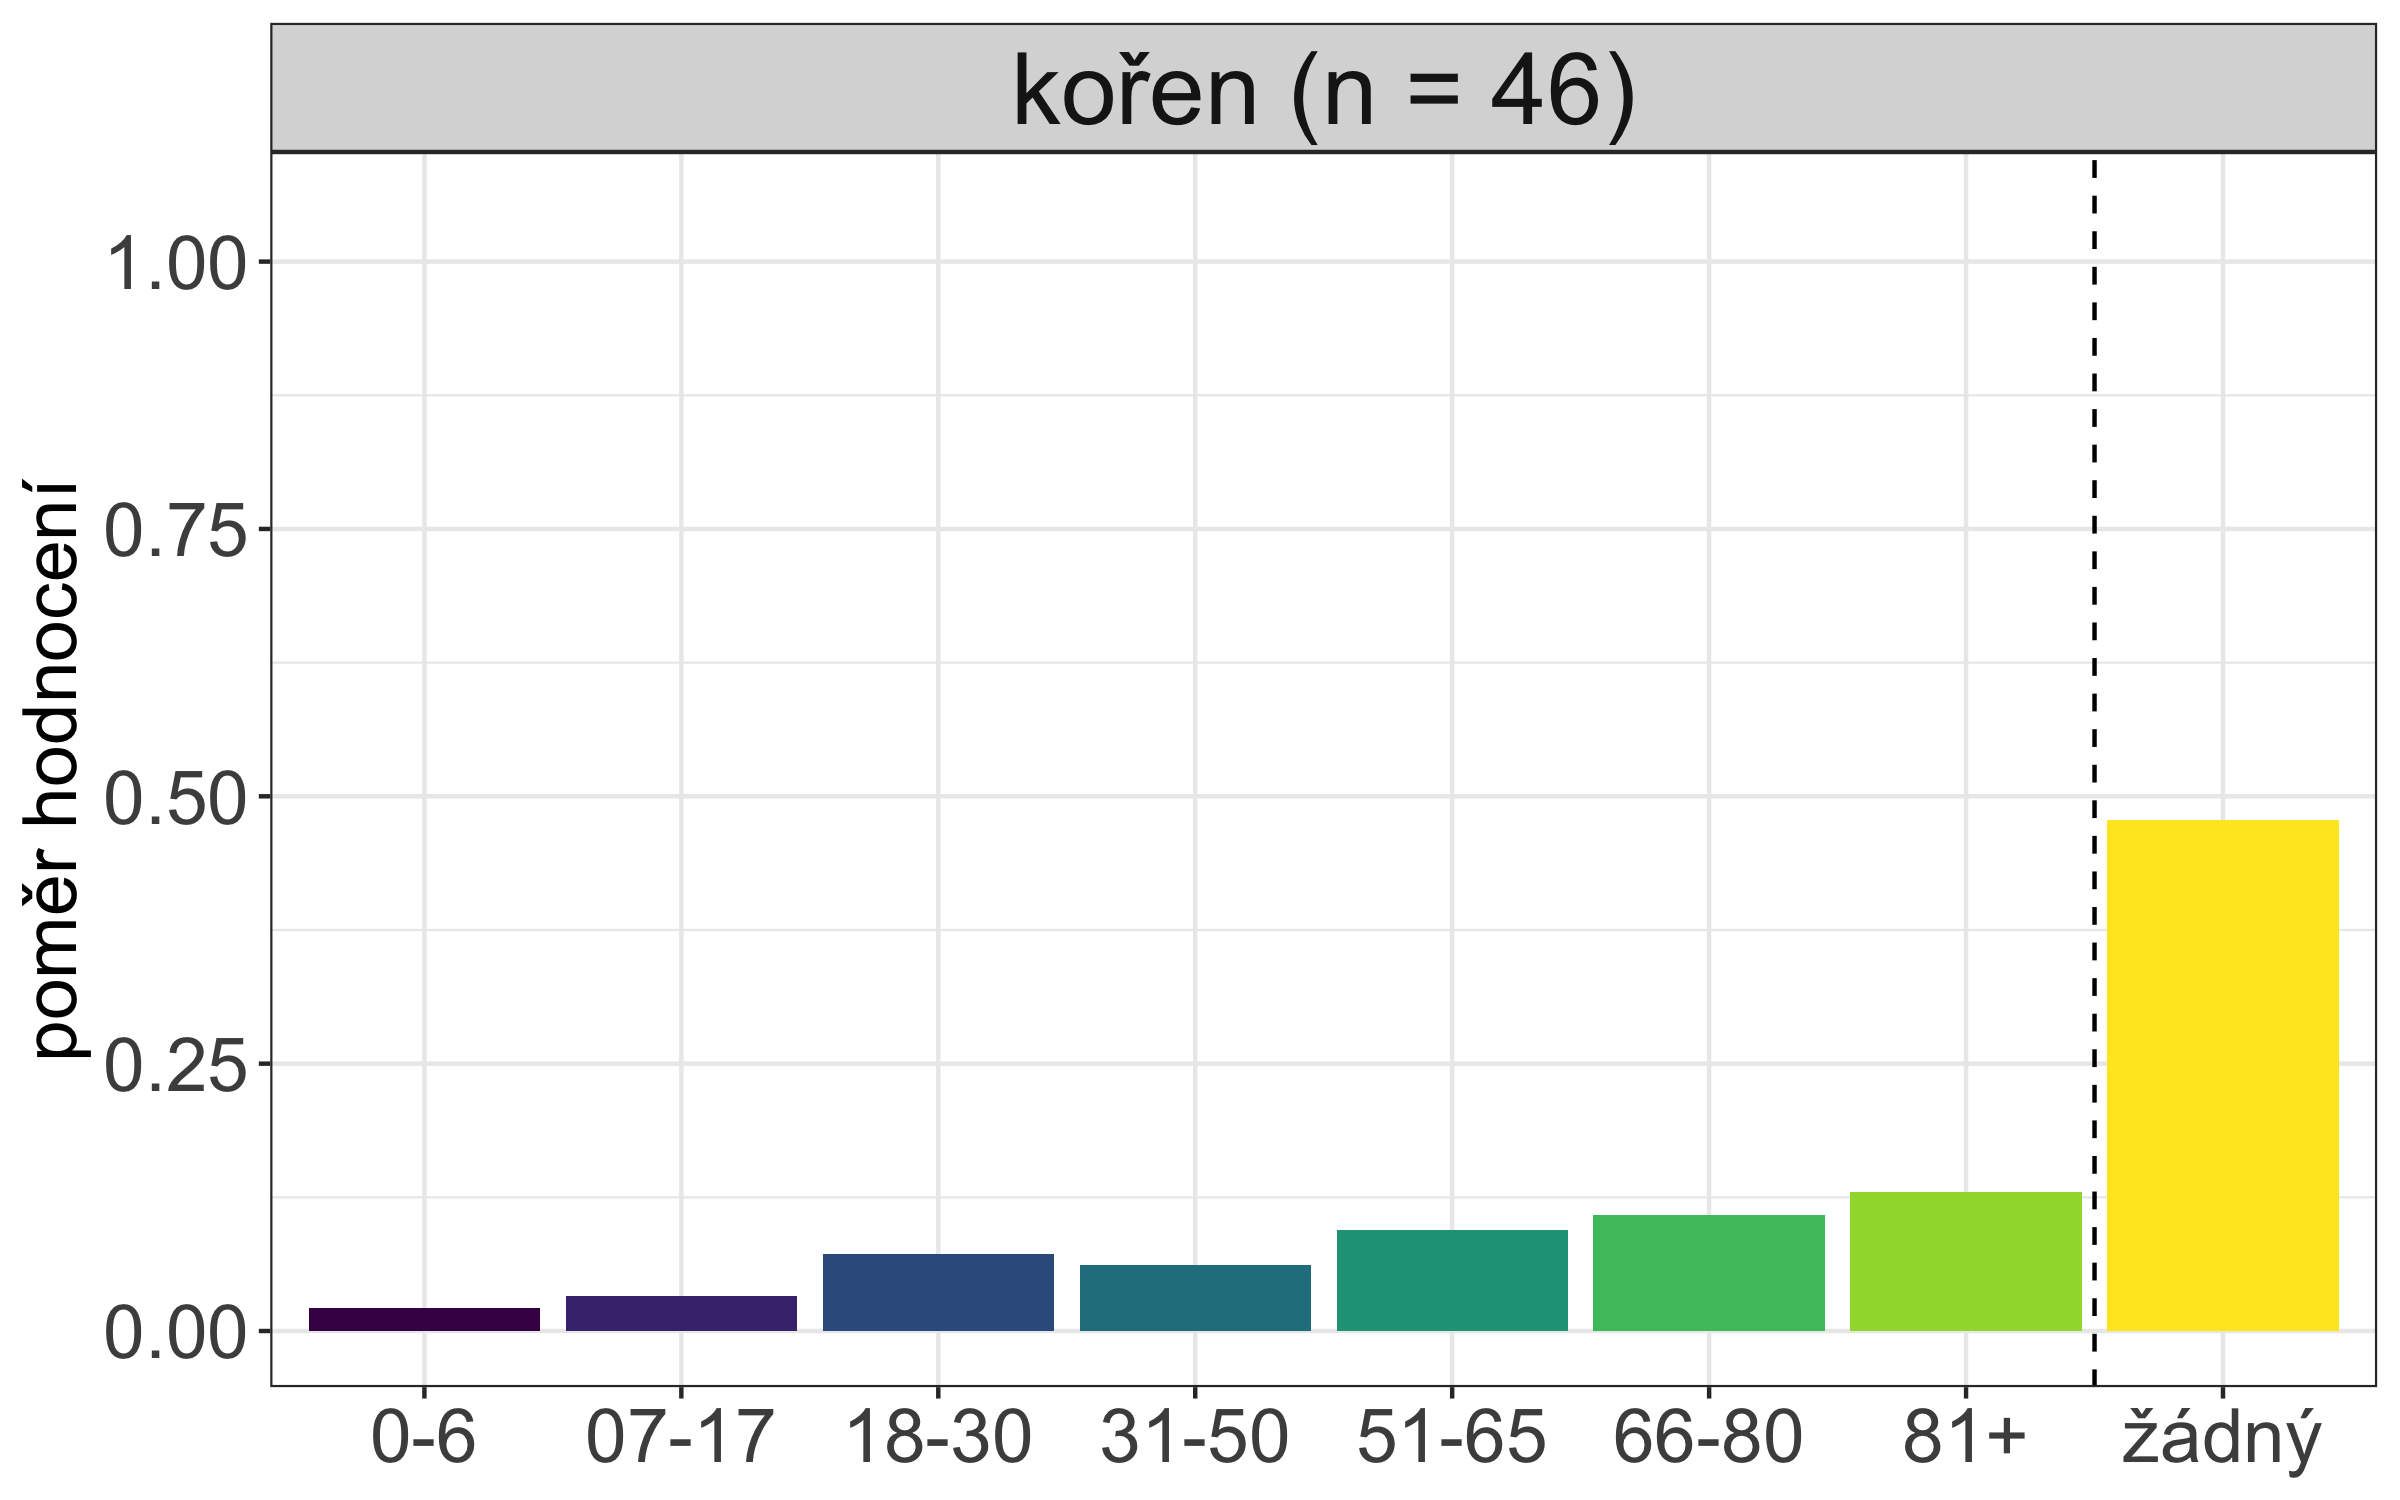 kořen (n = 46)
poměr hodnocení
1.00
0.75
0.50
0.25
0.00
0-6 07-17 18-30 31-50 51-65 66-80 81+ žádný